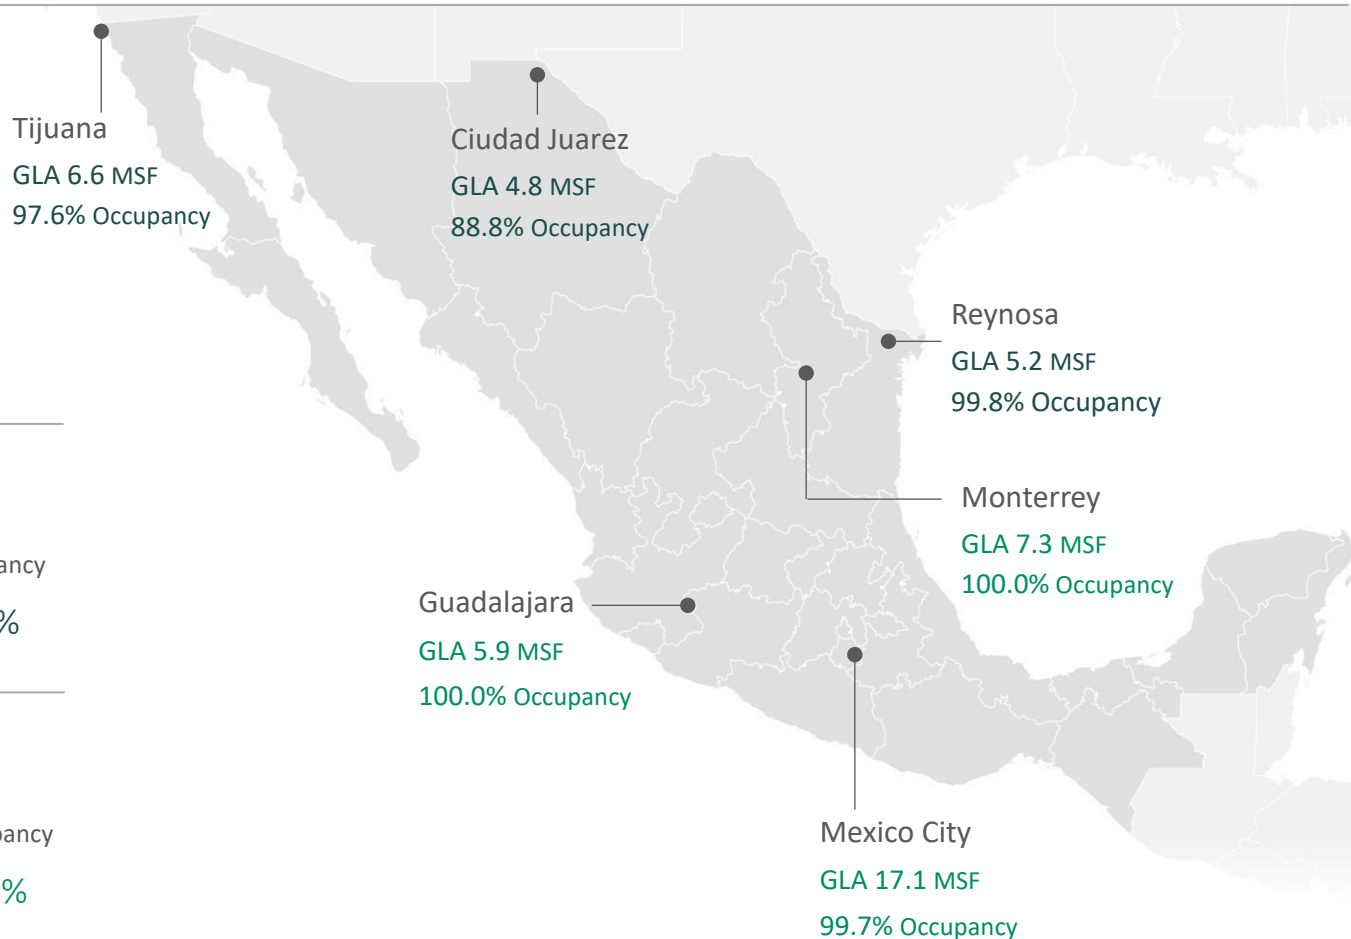 Tijuana
GLA 6.6 MSF
97.6% Occupancy
Ciudad Juarez
GLA 4.8 MSF
88.8% Occupancy
Reynosa
GLA 5.2 MSF
99.8% Occupancy
Monterrey
GLA 7.3 MSF
100.0% Occupancy
ancy
%
Guadalajara
GLA 5.9 MSF
100.0% Occupancy
pancy
%
Mexico City
GLA 17.1 MSF
99.7% Occupancy